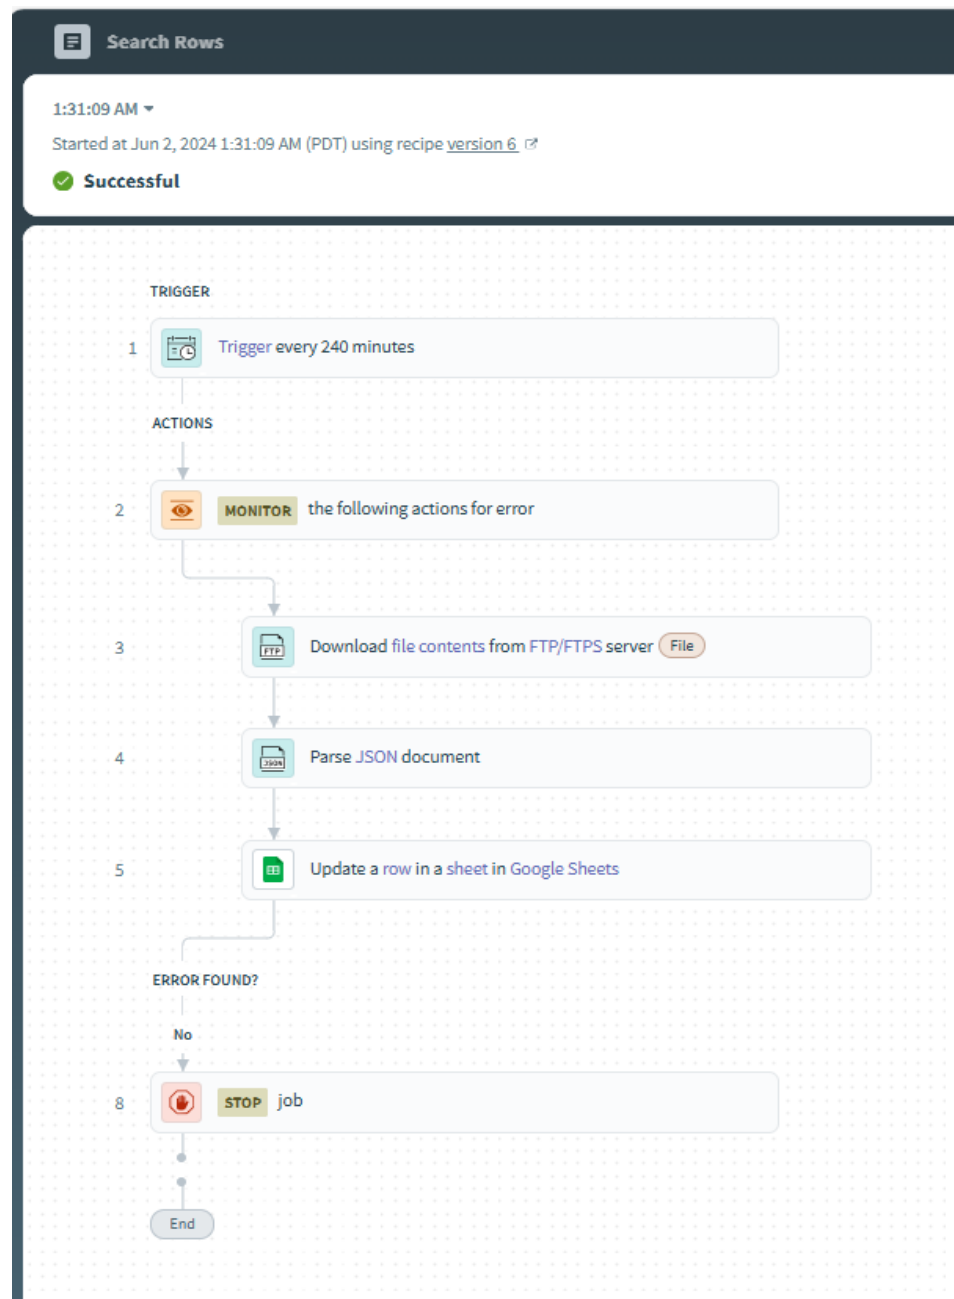 Search Rows
1:31:09 AM
Started at Jun 2, 2024 1:31:09 AM (PDT) using recipe version 6
Successful
TRIGGER
1 Trigger every 240 minutes
ACTIONS
2 MONITOR the following actions for error
3 FTP Download file contents from FTP/FTPS server File
4 JSON Parse JSON document
5 Update a row in a sheet in Google Sheets
ERROR FOUND?
No
8 STOP job
End